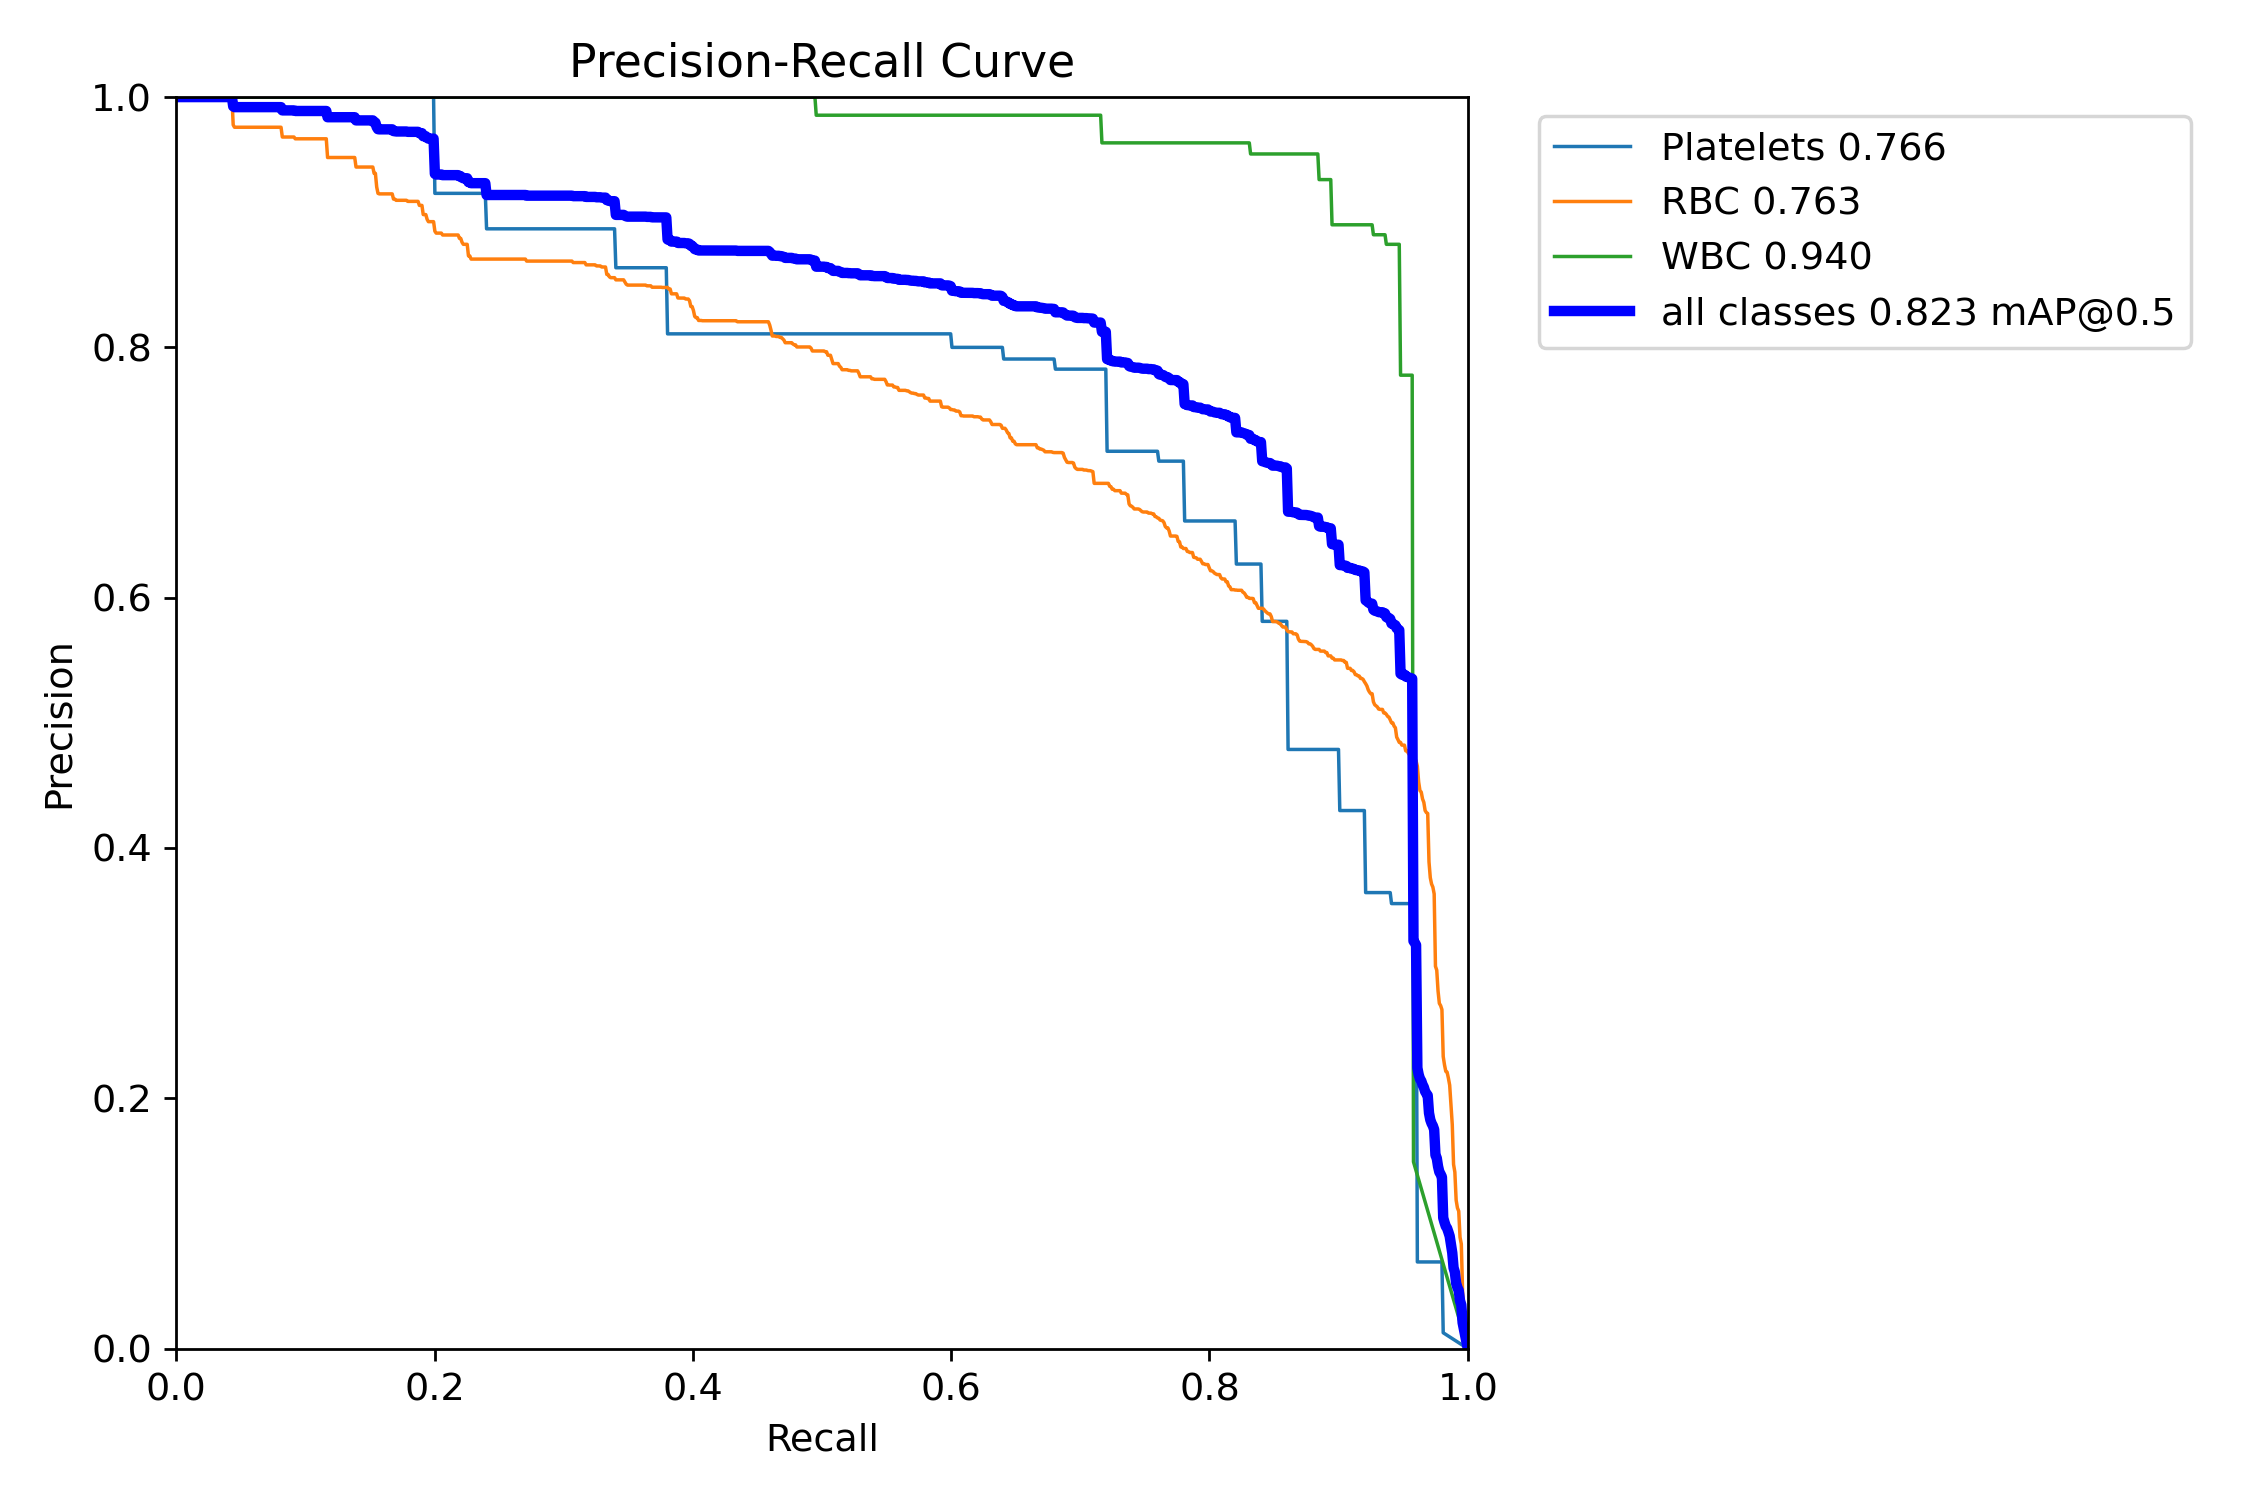 Precision-Recall Curve
1.0
0.8
0.6
0.4
0.2
0.0
Precision
0.0 0.2 0.4 0.6 0.8 1.0
Recall
Platelets 0.766
RBC 0.763
WBC 0.940
all classes 0.823 mAP@0.5